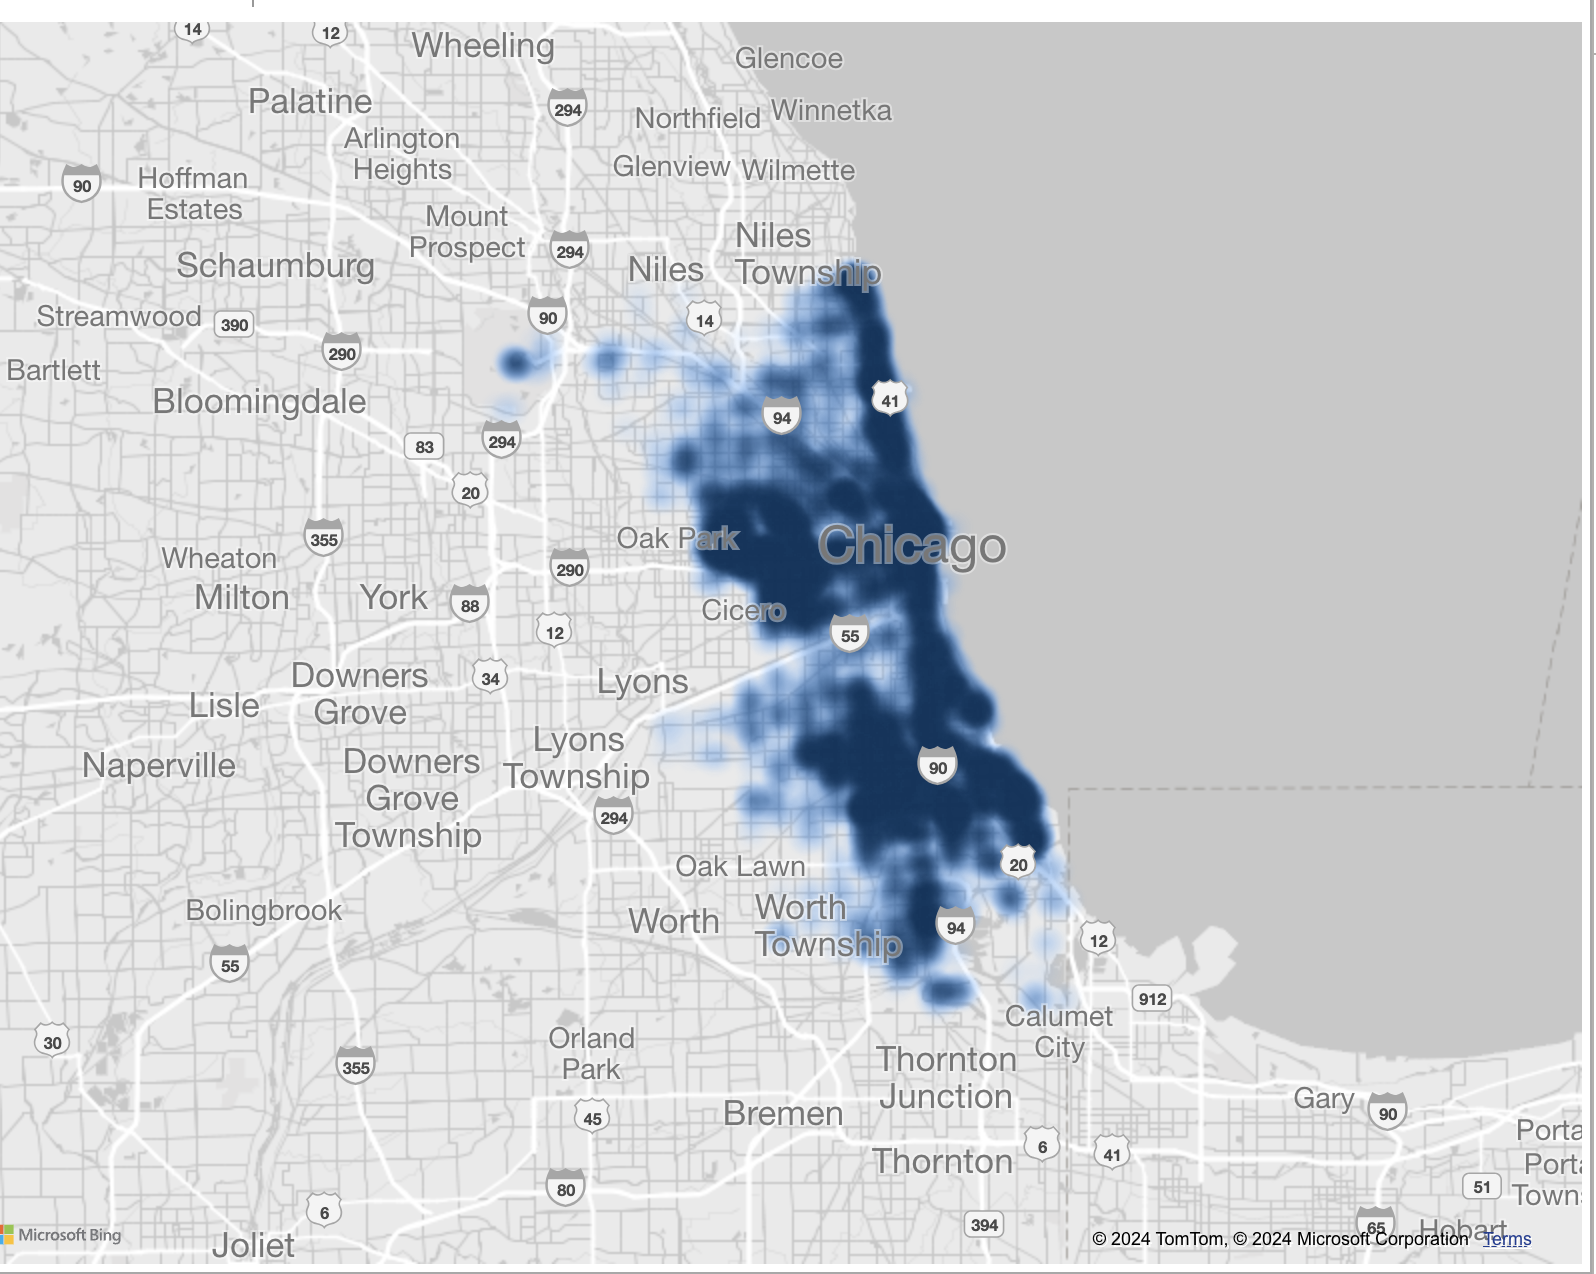 14
12
Wheeling
Glencoe
Palatine
294
Northfield
Winnetka
Arlington
Heights
Glenview
Wilmette
90
Hoffman
Estates
Mount
Prospect
294
Niles
Township
Schaumburg
Niles
Streamwood
390
90
14
290
Bartlett
Bloomingdale
41
94
83
294
20
355
Oak Park
Chicago
Wheaton
290
Milton
York
88
Cicero
12
55
Downers
Grove
34
Lyons
Lisle
Lyons
Township
Naperville
Downers
Grove
Township
90
294
Oak Lawn
20
Bolingbrook
Worth
Worth
Township
94
12
55
912
Calumet
City
30
Orland
Park
355
Thornton
Junction
Gary
90
45
Bremen
Porta
6
41
Thornton
Porta
Towns
80
51
6
394
65
Hobart
Microsoft Bing
Joliet
© 2024 TomTom, © 2024 Microsoft Corporation Terms